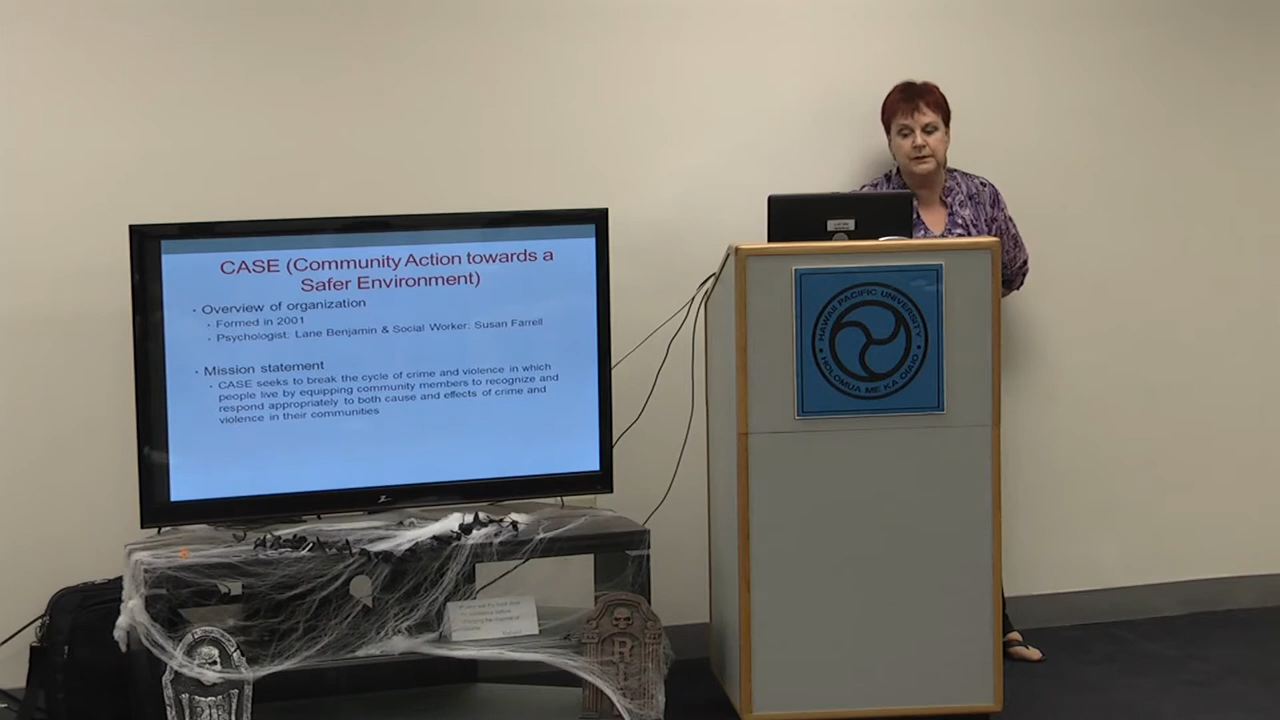 CASE (Community Action towards a
Safer Environment)
• Overview of organization
• Formed in 2001
• Psychologist: Lane Benjamin & Social Worker: Susan Farrell
• Mission statement
• CASE seeks to break the cycle of crime and violence in which
people live by equipping community members to recognize and
respond appropriately to both cause and effects of crime and
violence in their communities
HAWAII PACIFIC UNIVERSITY
• HOLOMUA ME KA OIAIO •